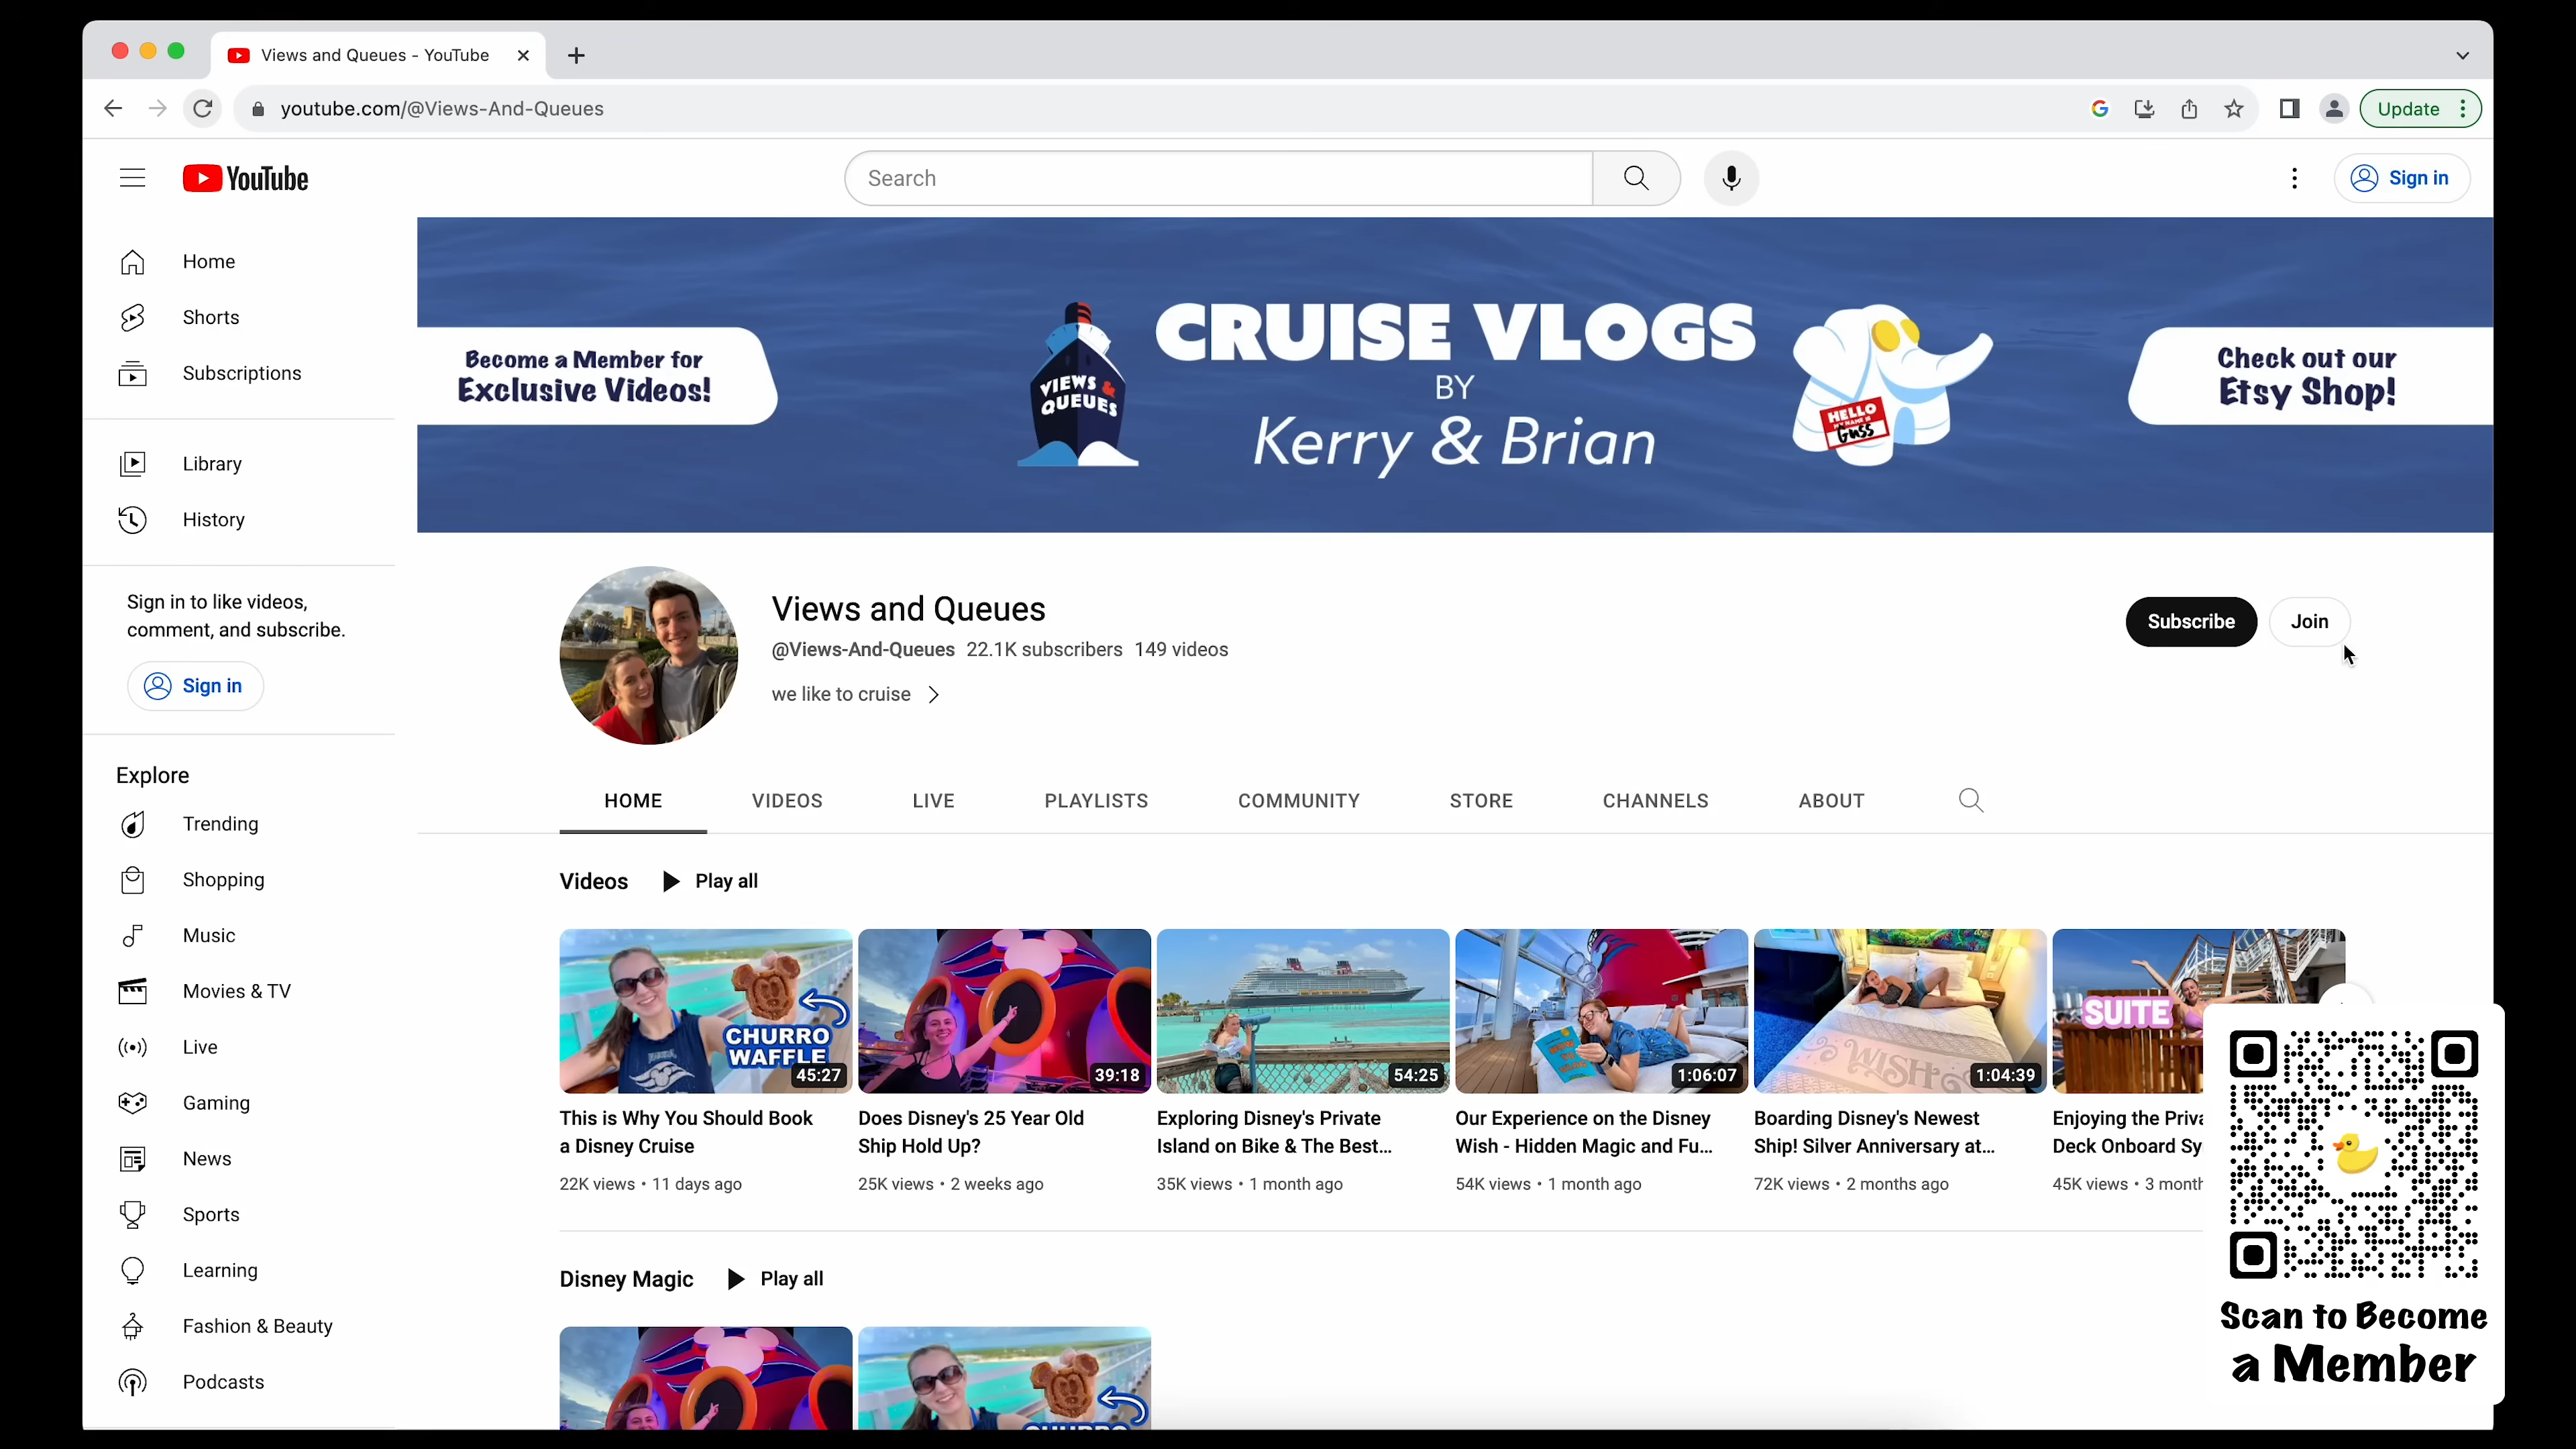 Views and Queues - YouTube
youtube.com/@Views-And-Queues
Update
YouTube
Search
Sign in
Home
Shorts
Subscriptions
Library
History
Sign in to like videos,
comment, and subscribe.
Sign in
Explore
Trending
Shopping
Music
Movies & TV
Live
Gaming
News
Sports
Learning
Fashion & Beauty
Podcasts
Become a Member for
Exclusive Videos!
VIEWS &
QUEUES
CRUISE VLOGS
BY
Kerry & Brian
HELLO
MY NAME IS
Guss
Check out our
Etsy Shop!
Views and Queues
@Views-And-Queues 22.1K subscribers 149 videos
we like to cruise
Subscribe
Join
HOME VIDEOS LIVE PLAYLISTS COMMUNITY STORE CHANNELS ABOUT
Videos Play all
CHURRO
WAFFLE
45:27
This is Why You Should Book
a Disney Cruise
22K views • 11 days ago
39:18
Does Disney's 25 Year Old
Ship Hold Up?
25K views • 2 weeks ago
54:25
Exploring Disney's Private
Island on Bike & The Best...
35K views • 1 month ago
1:06:07
Our Experience on the Disney
Wish - Hidden Magic and Fu...
54K views • 1 month ago
WISH
1:04:39
Boarding Disney's Newest
Ship! Silver Anniversary at...
72K views • 2 months ago
SUITE
Enjoying the Priva
Deck Onboard Sy
45K views • 3 month
Disney Magic Play all
CHURRO
Scan to Become
a Member